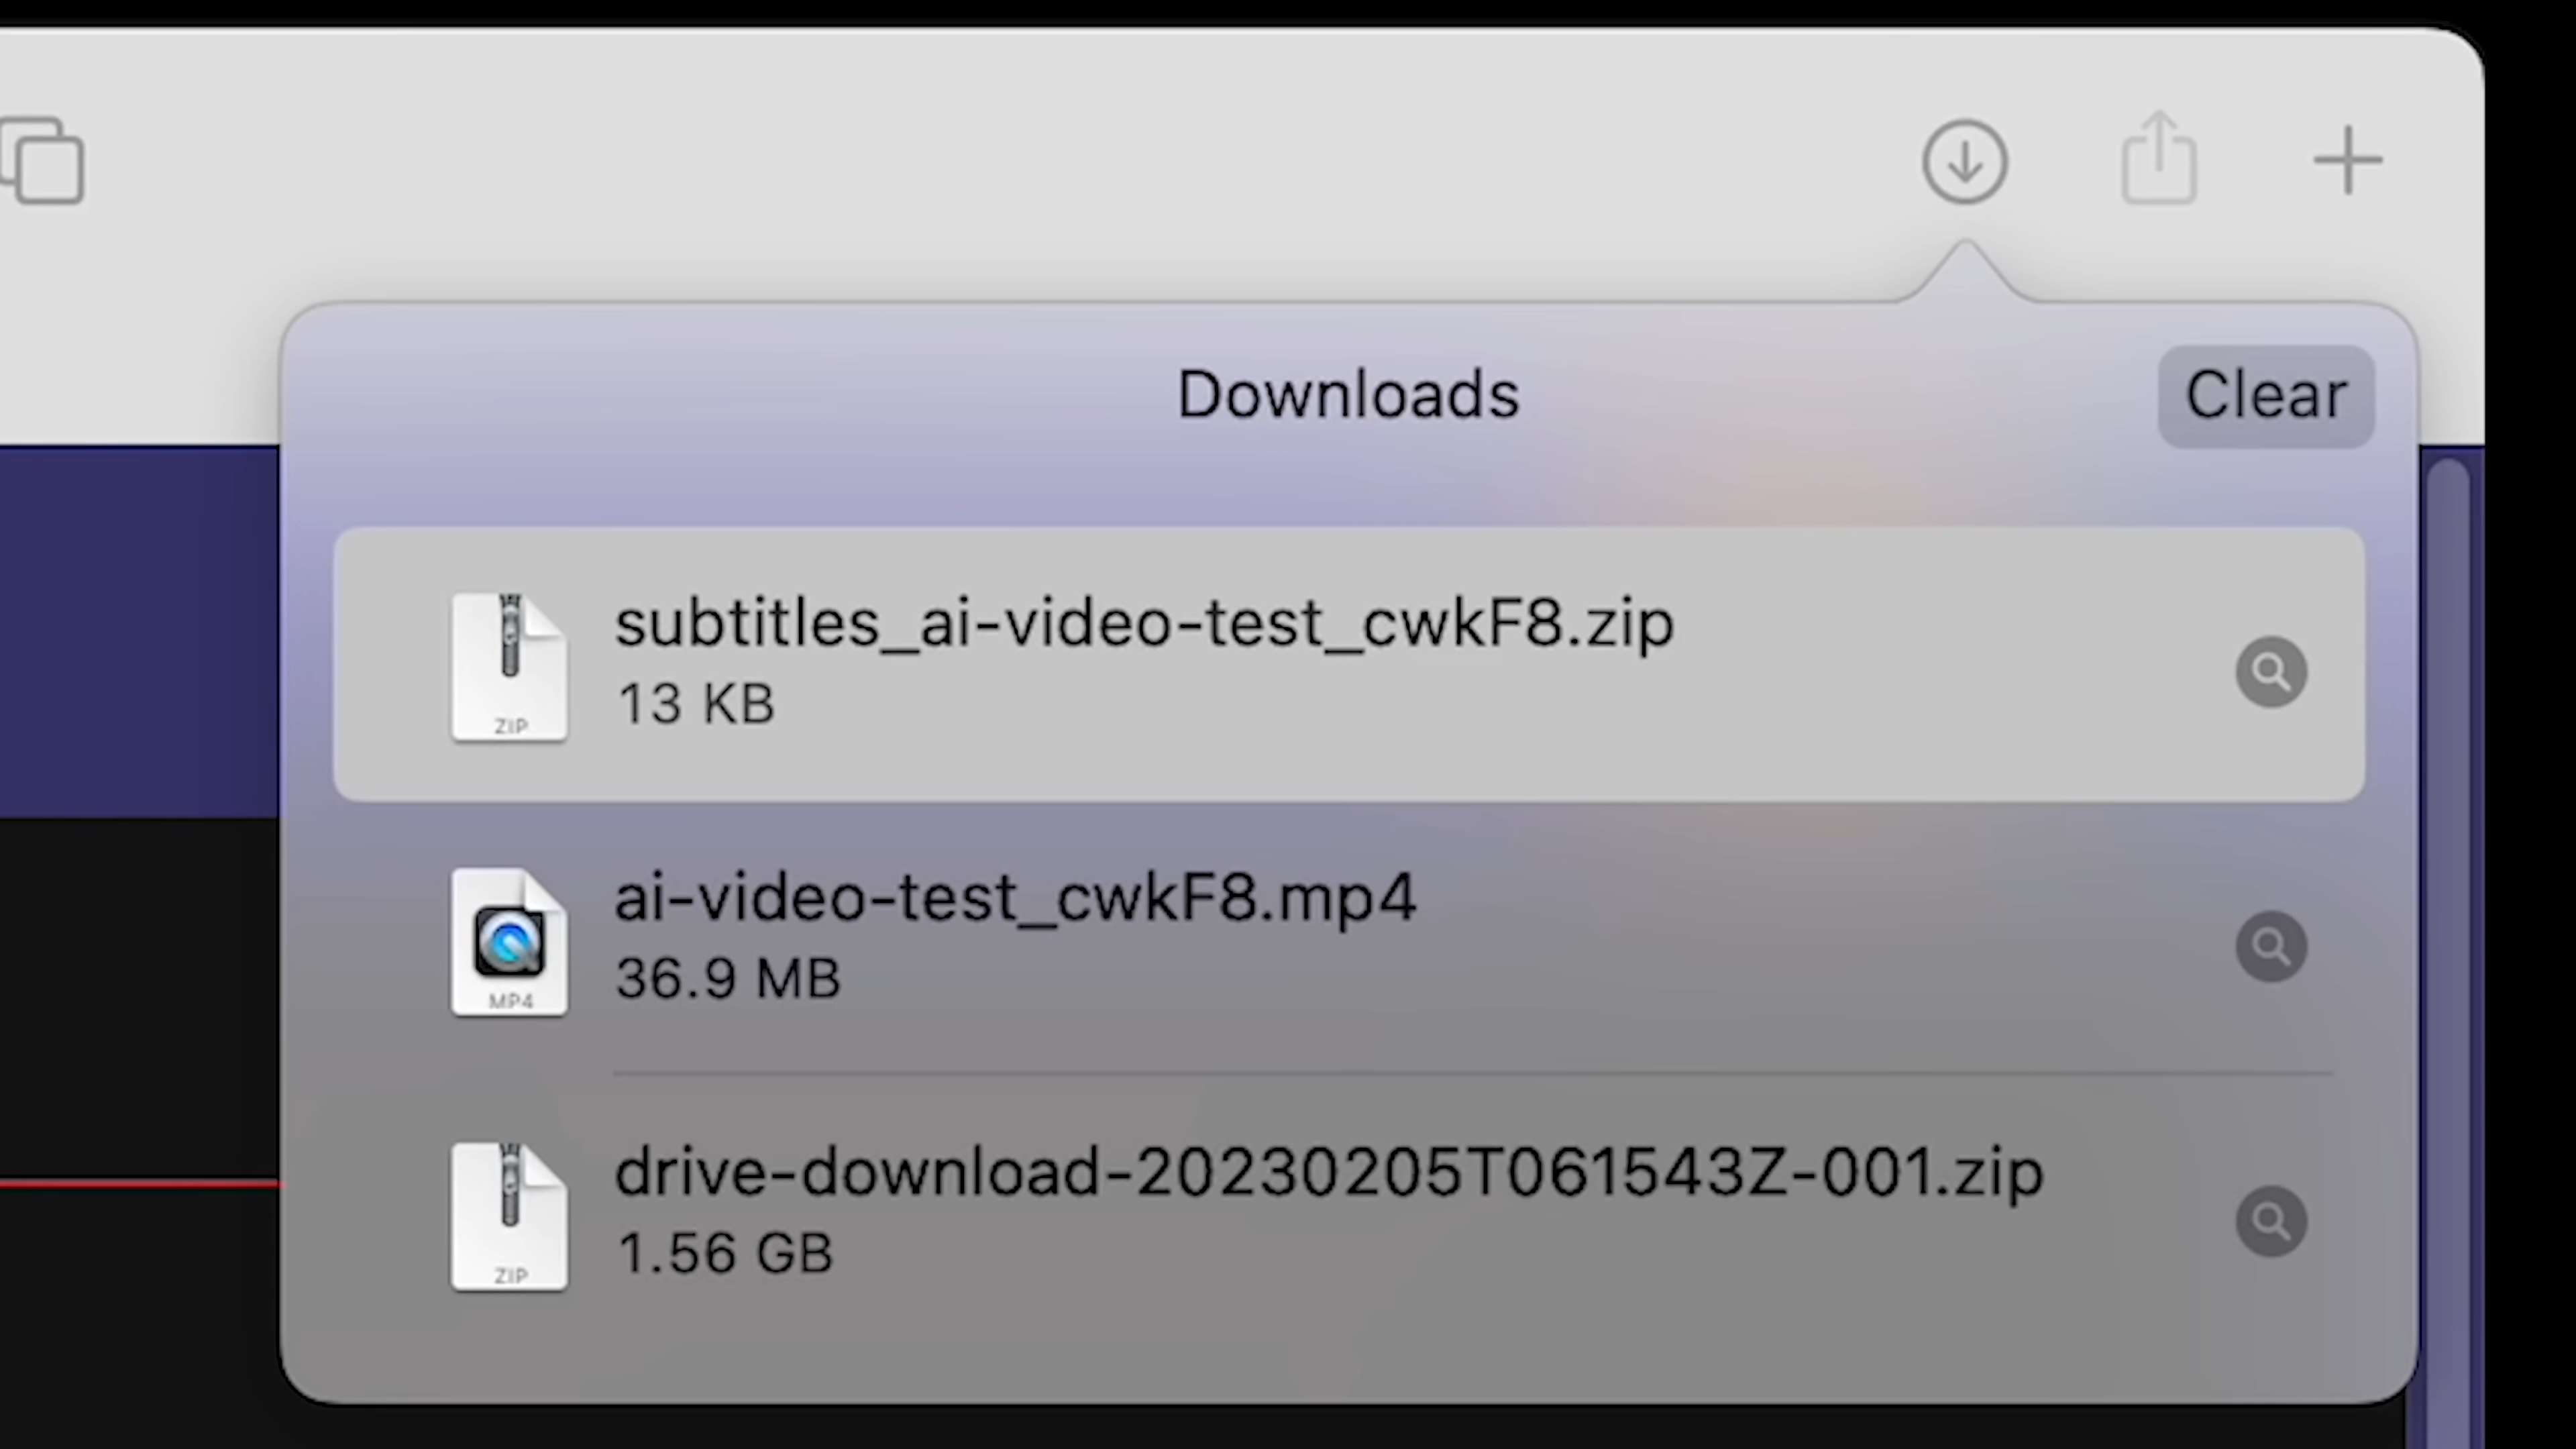 Downloads
Clear
subtitles_ai-video-test_cwkF8.zip
13 KB
ZIP
ai-video-test_cwkF8.mp4
36.9 MB
MP4
drive-download-20230205T061543Z-001.zip
1.56 GB
ZIP